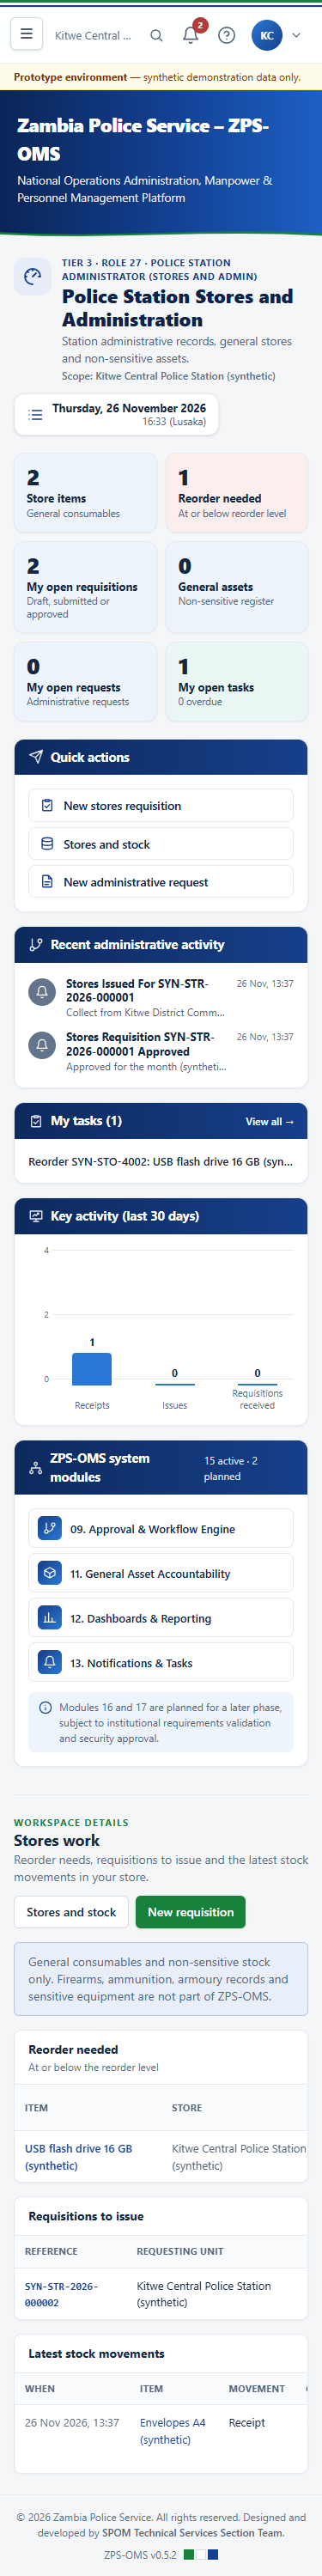 Kitwe Central ...
2
KC
Prototype environment — synthetic demonstration data only.
Zambia Police Service – ZPS-
OMS
National Operations Administration, Manpower &
Personnel Management Platform
TIER 3 · ROLE 27 · POLICE STATION
ADMINISTRATOR (STORES AND ADMIN)
Police Station Stores and
Administration
Station administrative records, general stores
and non-sensitive assets.
Scope: Kitwe Central Police Station (synthetic)
Thursday, 26 November 2026
16:33 (Lusaka)
2
Store items
General consumables
1
Reorder needed
At or below reorder level
2
My open requisitions
Draft, submitted or
approved
0
General assets
Non-sensitive register
0
My open requests
Administrative requests
1
My open tasks
0 overdue
Quick actions
New stores requisition
Stores and stock
New administrative request
Recent administrative activity
Stores Issued For SYN-STR-
2026-000001
26 Nov, 13:37
Collect from Kitwe District Comm...
Stores Requisition SYN-STR-
2026-000001 Approved
26 Nov, 13:37
Approved for the month (syntheti...
My tasks (1)
View all →
Reorder SYN-STO-4002: USB flash drive 16 GB (syn...
Key activity (last 30 days)
4
2
0
1
0
0
Receipts
Issues
Requisitions
received
ZPS-OMS system
modules
15 active · 2
planned
09. Approval & Workflow Engine
11. General Asset Accountability
12. Dashboards & Reporting
13. Notifications & Tasks
Modules 16 and 17 are planned for a later phase,
subject to institutional requirements validation
and security approval.
WORKSPACE DETAILS
Stores work
Reorder needs, requisitions to issue and the latest stock
movements in your store.
Stores and stock
New requisition
General consumables and non-sensitive stock
only. Firearms, ammunition, armoury records and
sensitive equipment are not part of ZPS-OMS.
Reorder needed
At or below the reorder level
ITEM STORE
USB flash drive 16 GB
(synthetic)
Kitwe Central Police Station
(synthetic)
Requisitions to issue
REFERENCE REQUESTING UNIT
SYN-STR-2026-
000002
Kitwe Central Police Station
(synthetic)
Latest stock movements
WHEN ITEM MOVEMENT
26 Nov 2026, 13:37
Envelopes A4
(synthetic)
Receipt
© 2026 Zambia Police Service. All rights reserved. Designed and
developed by SPOM Technical Services Section Team.
ZPS-OMS v0.5.2